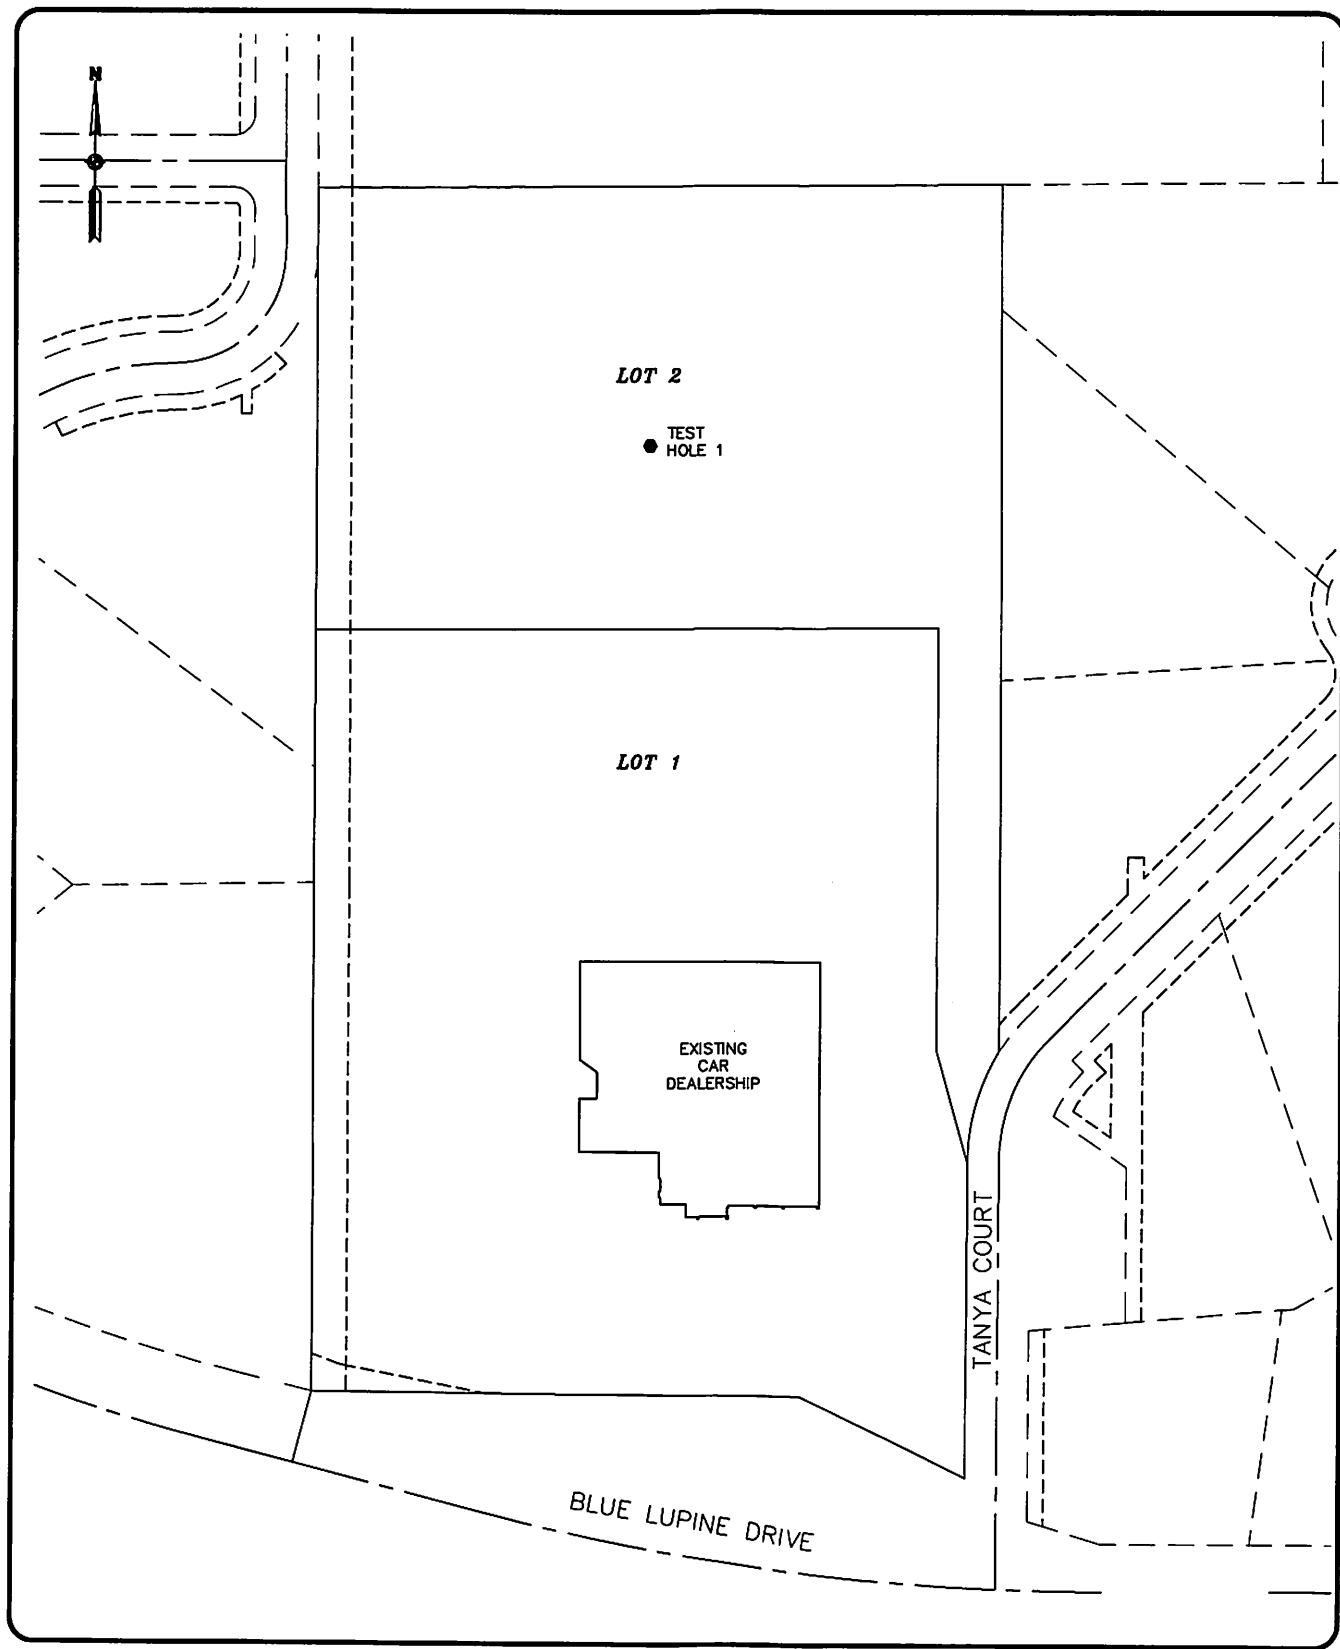 N
LOT 2
TEST
HOLE 1
LOT 1
EXISTING
CAR
DEALERSHIP
TANYA COURT
BLUE LUPINE DRIVE